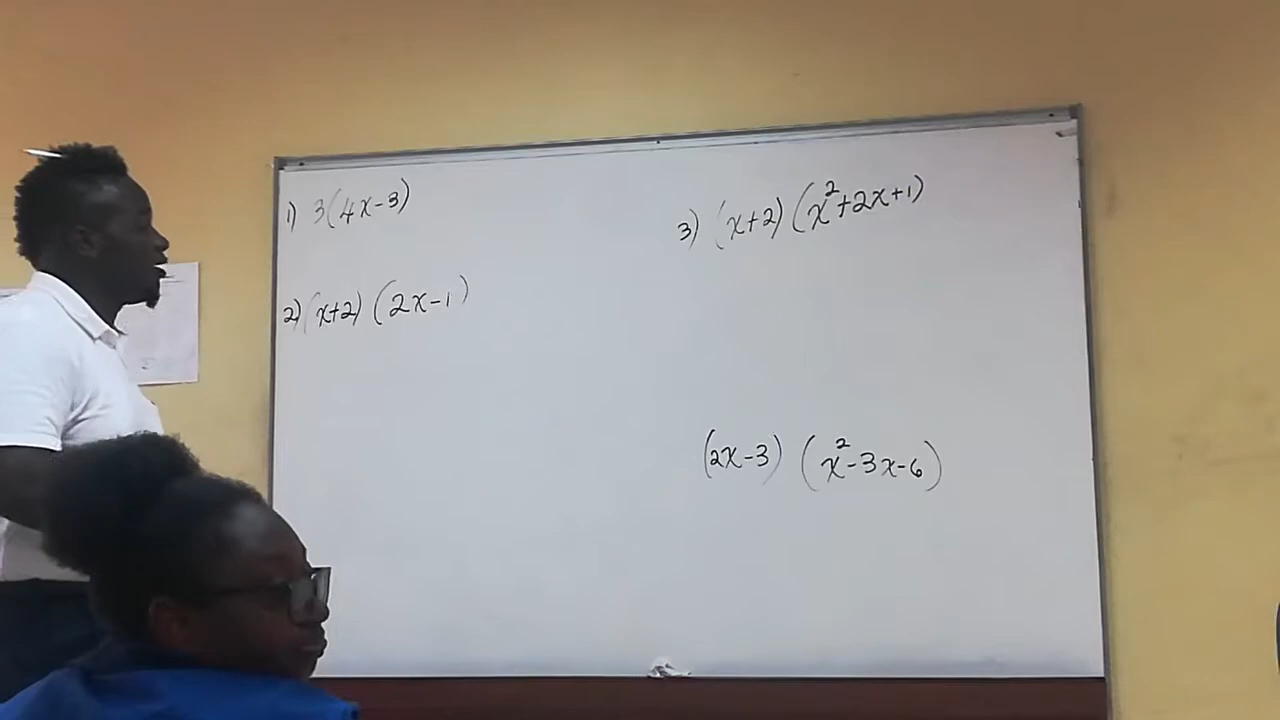 1) 3(4x-3)
2) (x+2) (2x-1)
3) (x+2) (x²+2x+1)
(2x-3) (x²-3x-6)